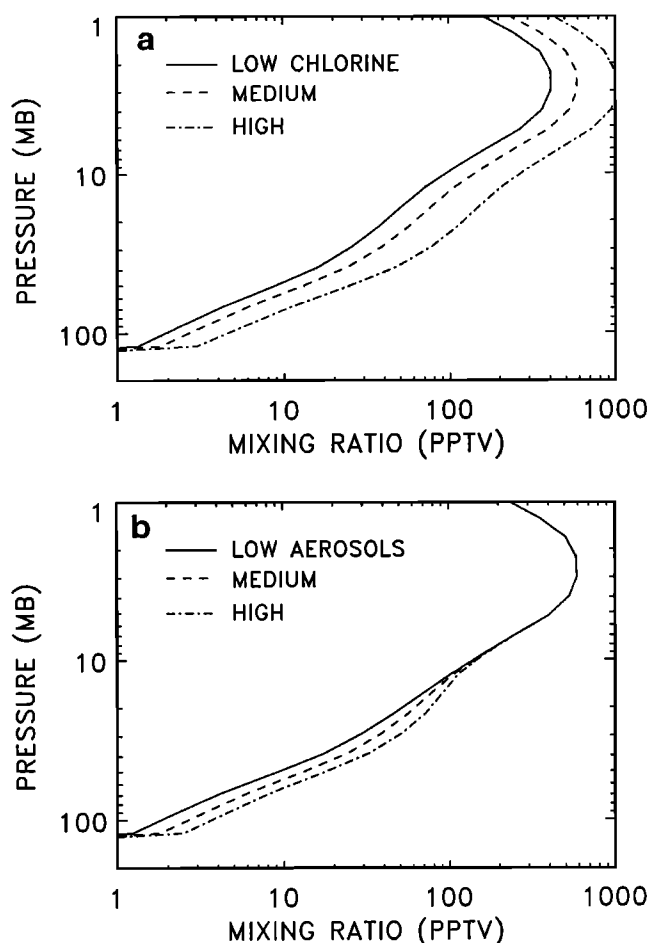 a
LOW CHLORINE
MEDIUM
HIGH
PRESSURE (MB)
1
10
100
1 10 100 1000
MIXING RATIO (PPTV)
b
LOW AEROSOLS
MEDIUM
HIGH
PRESSURE (MB)
1
10
100
1 10 100 1000
MIXING RATIO (PPTV)